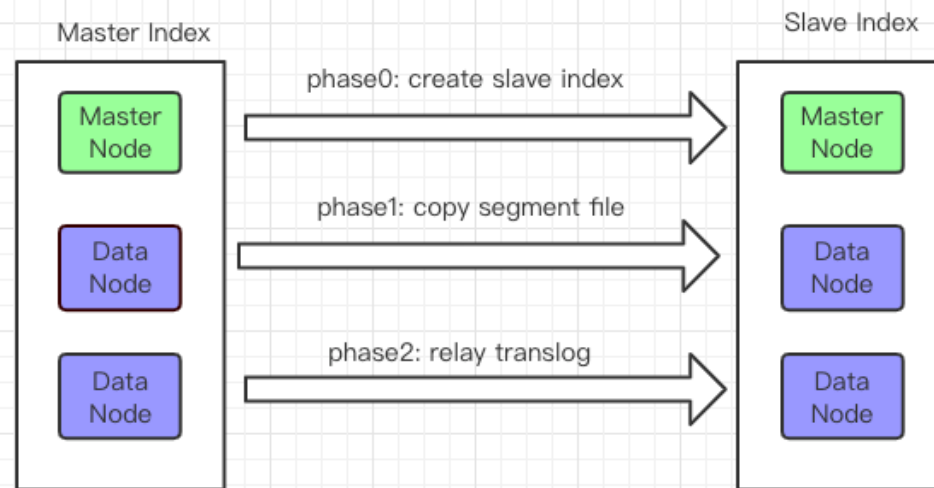 Master Index
Slave Index
phase0: create slave index
Master
Node
Master
Node
phase1: copy segment file
Data
Node
Data
Node
phase2: relay translog
Data
Node
Data
Node